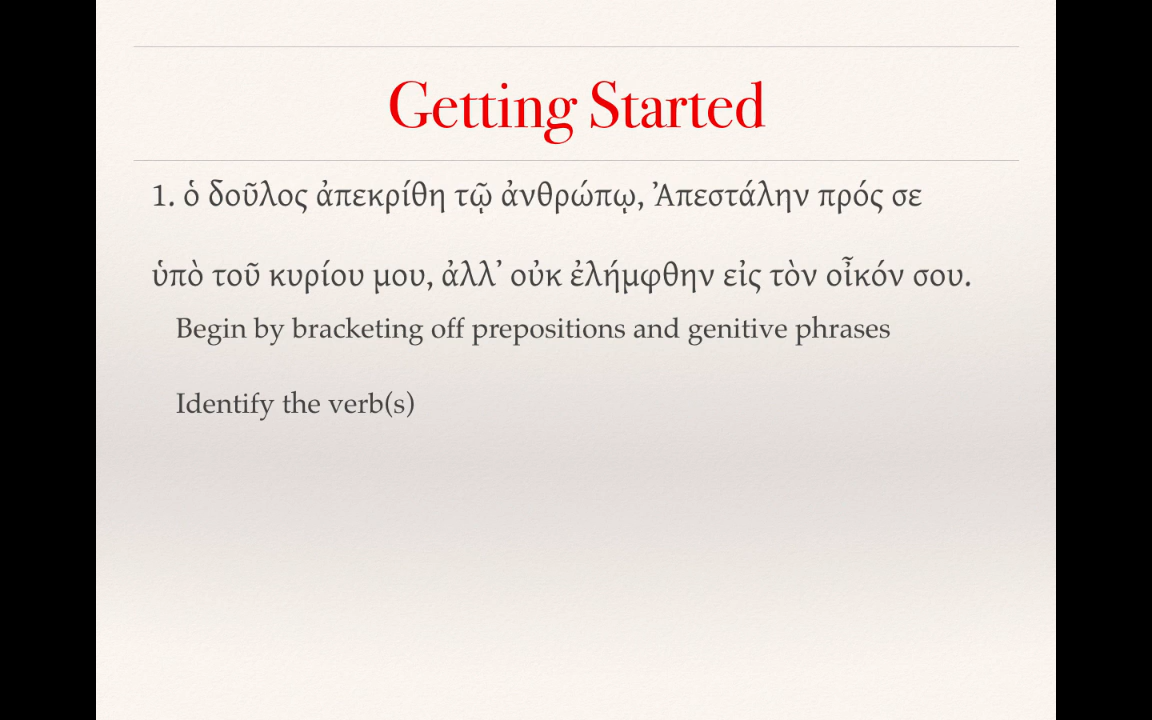 Getting Started
1. ὁ δοῦλος ἀπεκρίθη τῷ ἀνθρώπῳ, Ἀπεστάλην πρός σε
ὑπὸ τοῦ κυρίου μου, ἀλλ’ οὐκ ἐλήμφθην εἰς τὸν οἶκόν σου.
Begin by bracketing off prepositions and genitive phrases
Identify the verb(s)